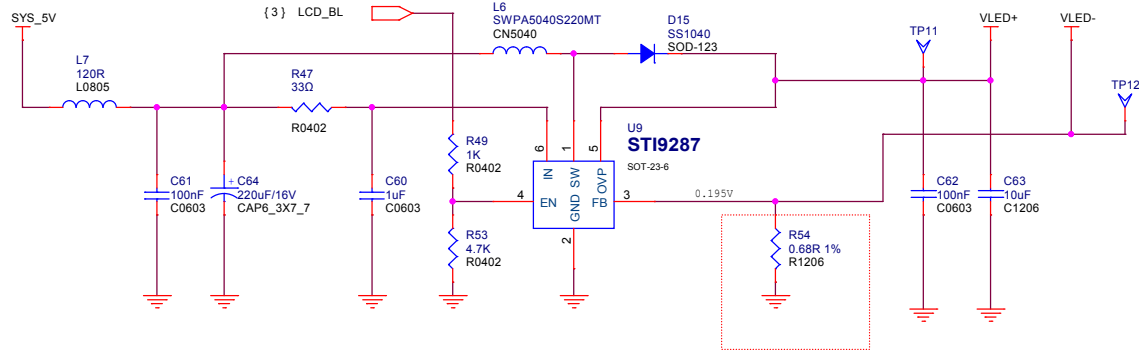 SYS_5V
{ 3 } LCD_BL
L6
SWPA5040S220MT
CN5040
D15
SS1040
SOD-123
TP11
VLED+
VLED-
TP12
L7
120R
L0805
R47
33Ω
R0402
U9
STI9287
SOT-23-6
R49
1K
R0402
6
1
5
IN
SW
OVP
4
EN
GND
FB
3
0.195V
2
C61
100nF
C0603
+
C64
220uF/16V
CAP6_3X7_7
C60
1uF
C0603
R53
4.7K
R0402
R54
0.68R 1%
R1206
C62
100nF
C0603
C63
10uF
C1206